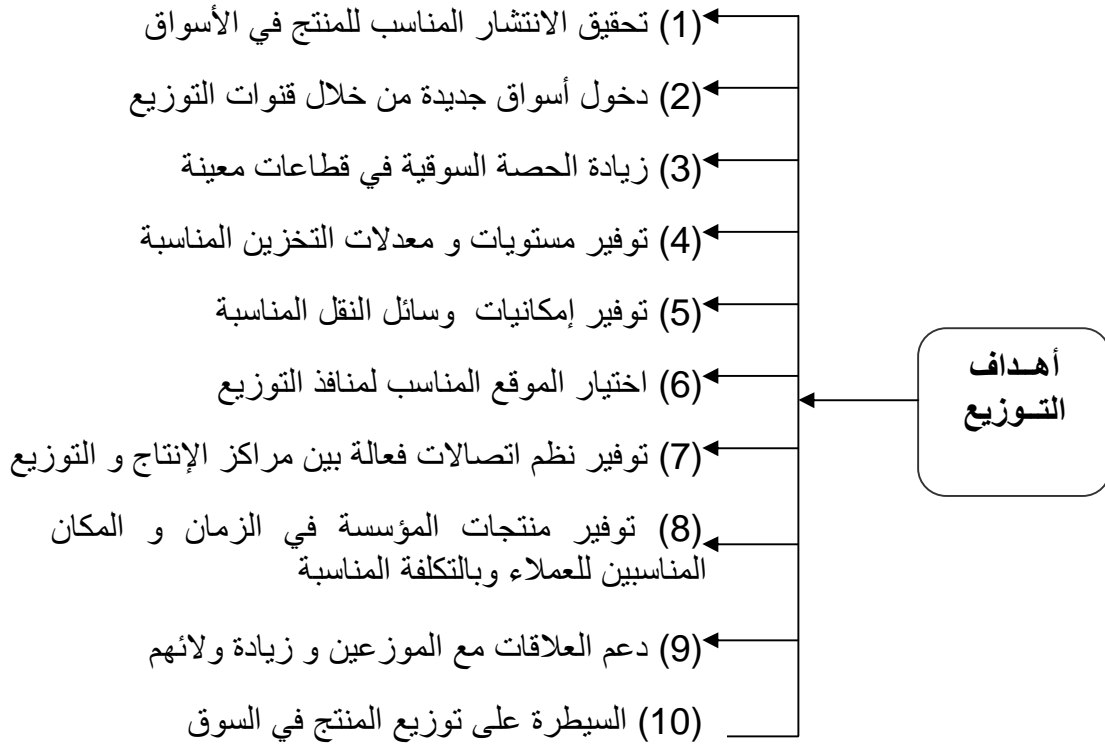 (1) تحقيق الانتشار المناسب للمنتج في الأسواق
(2) دخول أسواق جديدة من خلال قنوات التوزيع
(3) زيادة الحصة السوقية في قطاعات معينة
(4) توفير مستويات و معدلات التخزين المناسبة
(5) توفير إمكانيات وسائل النقل المناسبة
أهــداف
التــوزيع
(6) اختيار الموقع المناسب لمنافذ التوزيع
(7) توفير نظم اتصالات فعالة بين مراكز الإنتاج و التوزيع
(8) توفير منتجات المؤسسة في الزمان و المكان
المناسبين للعملاء وبالتكلفة المناسبة
(9) دعم العلاقات مع الموزعين و زيادة ولائهم
(10) السيطرة على توزيع المنتج في السوق